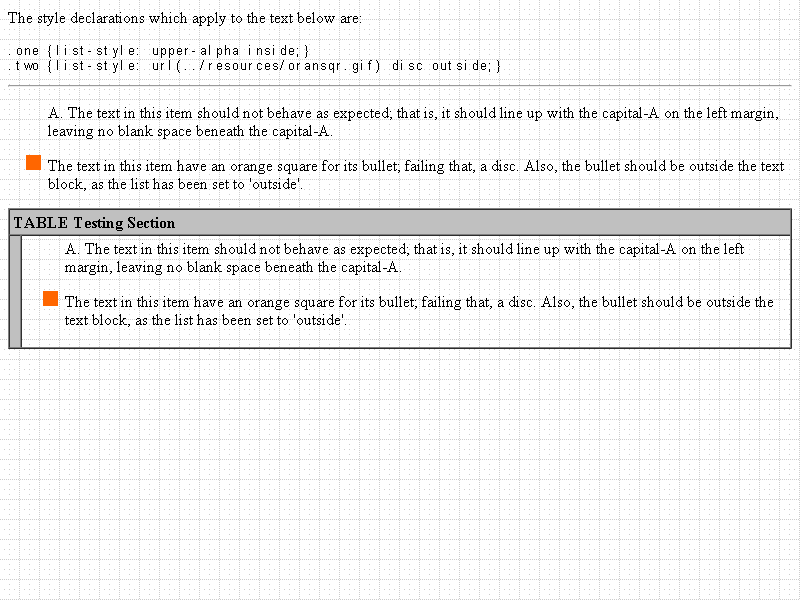 The style declarations which apply to the text below are:
.one {list-style: upper-alpha inside;}
.two {list-style: url(../resources/oransqr.gif) disc outside;}
A. The text in this item should not behave as expected; that is, it should line up with the capital-A on the left margin,
leaving no blank space beneath the capital-A.
The text in this item have an orange square for its bullet; failing that, a disc. Also, the bullet should be outside the text
block, as the list has been set to 'outside'.
TABLE Testing Section
A. The text in this item should not behave as expected; that is, it should line up with the capital-A on the left
margin, leaving no blank space beneath the capital-A.
The text in this item have an orange square for its bullet; failing that, a disc. Also, the bullet should be outside the
text block, as the list has been set to 'outside'.